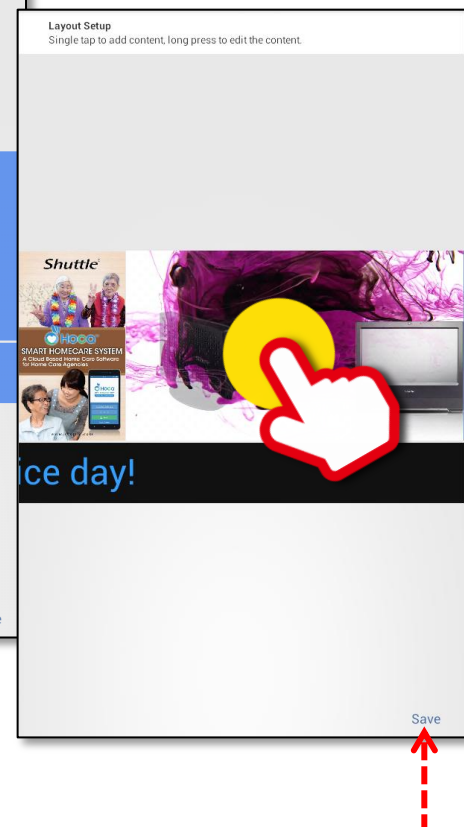 Layout Setup
Single tap to add content, long press to edit the content.
Shuttle
HOCO
SMART HOMECARE SYSTEM
A Cloud Based Home Care Software
for Home Care Agencies
ice day!
Save